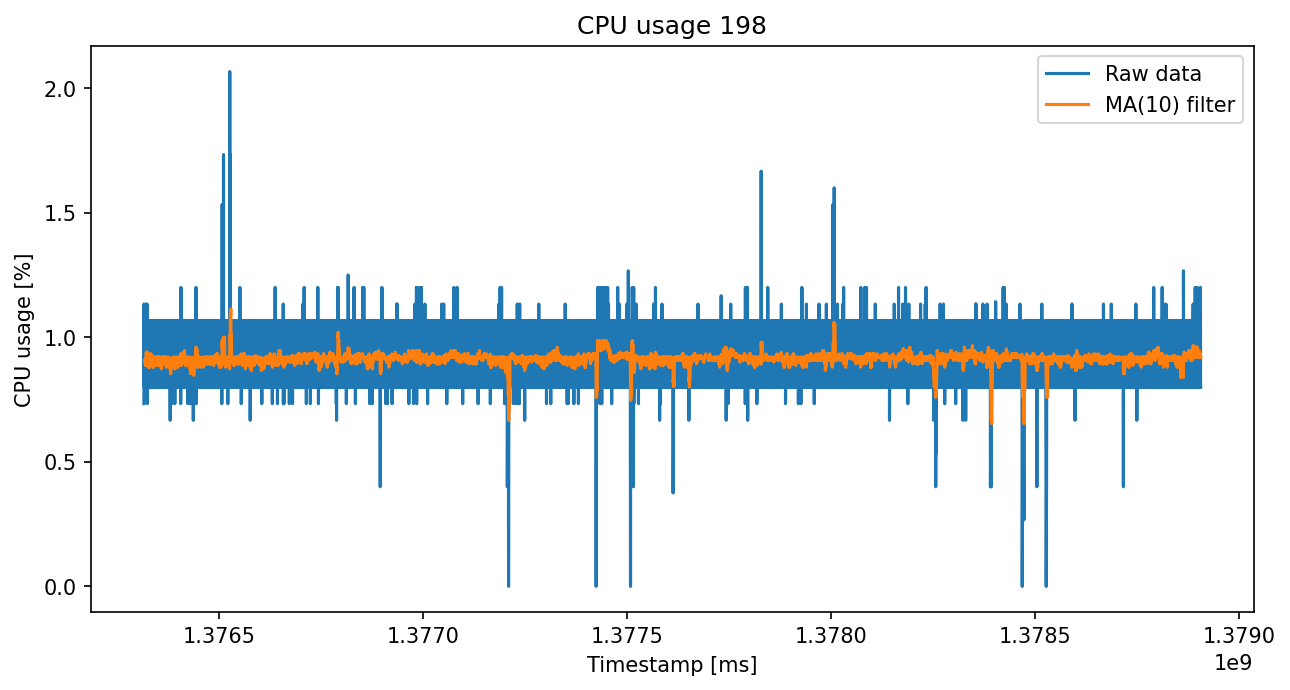 CPU usage 198
Raw data
MA(10) filter
CPU usage [%]
2.0
1.5
1.0
0.5
0.0
1.3765 1.3770 1.3775 1.3780 1.3785 1.3790
1e9
Timestamp [ms]